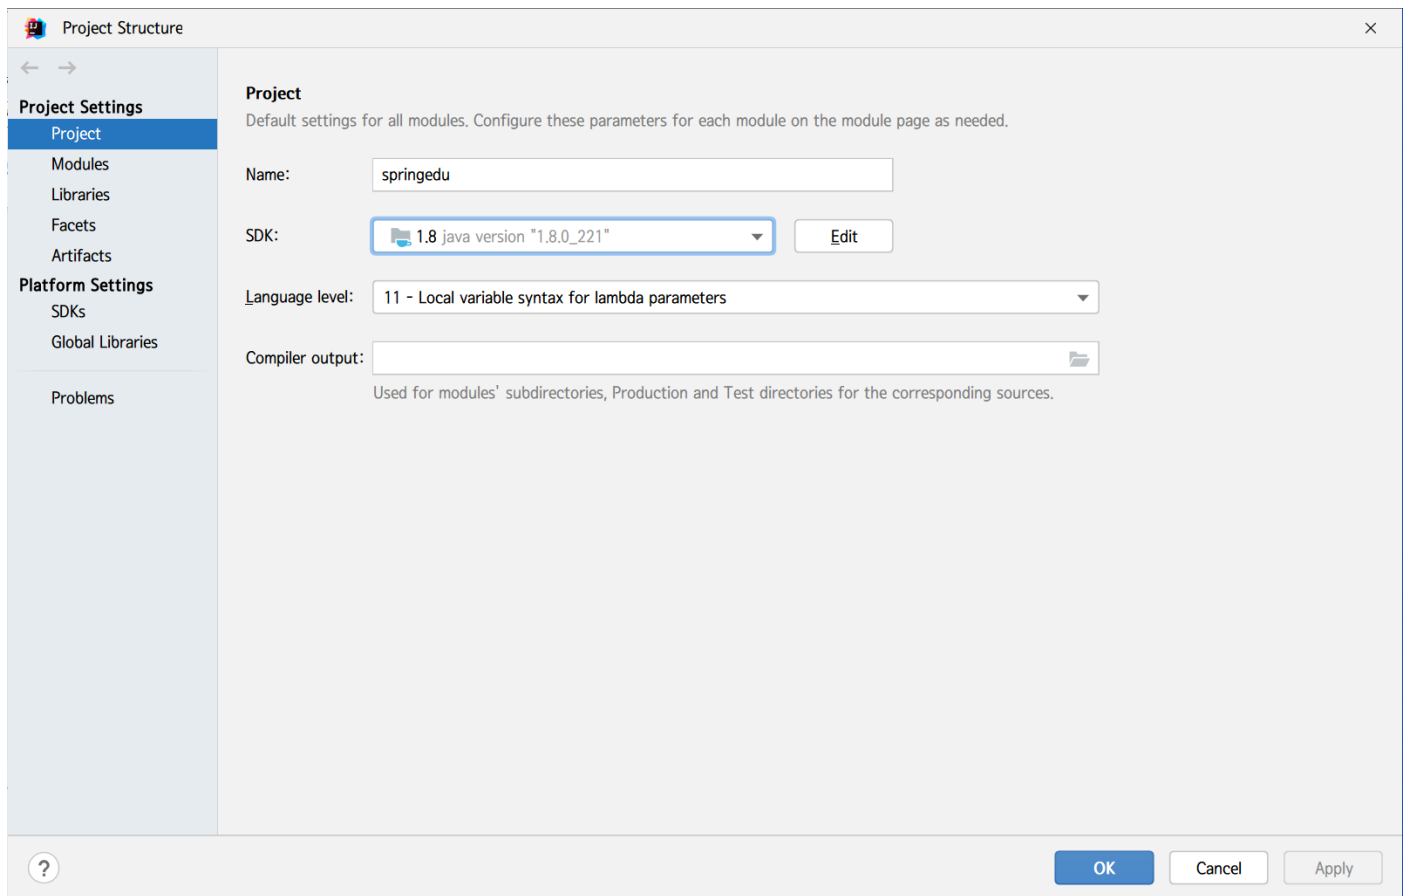 Project Structure
Project Settings
Project
Modules
Libraries
Facets
Artifacts
Platform Settings
SDKs
Global Libraries
Problems
Project
Default settings for all modules. Configure these parameters for each module on the module page as needed.
Name: springedu
SDK: 1.8 java version "1.8.0_221" Edit
Language level: 11 - Local variable syntax for lambda parameters
Compiler output:
Used for modules' subdirectories, Production and Test directories for the corresponding sources.
? OK Cancel Apply